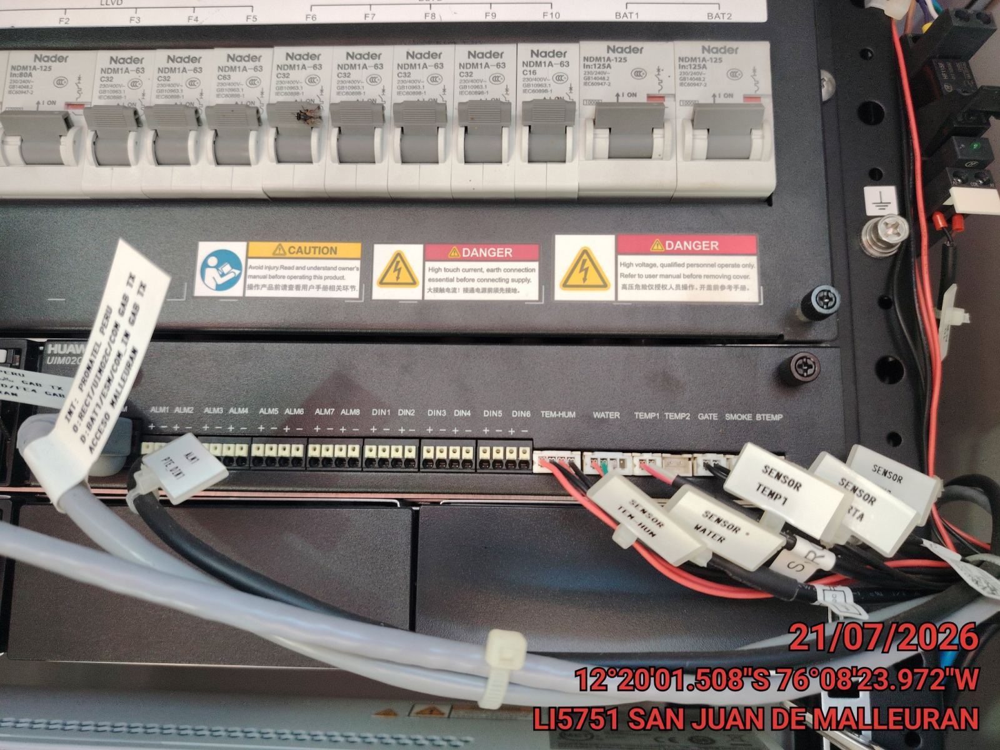 LLVD
F2 F3 F4 F5 F6 F7 F8 F9 F10 BAT1 BAT2
Nader
NDM1A-125
In:80A
230/240V~
GB14048.2
IEC60947-2
I ON
Nader
NDM1A-63
C32
230/400V~
GB10963.1
IEC60898-1
I ON
Nader
NDM1A-63
C32
230/400V~
GB10963.1
IEC60898-1
I ON
Nader
NDM1A-63
C63
230/400V~
GB10963.1
IEC60898-1
I ON
Nader
NDM1A-63
C32
230/400V~
GB10963.1
IEC60898-1
I ON
Nader
NDM1A-63
C32
230/400V~
GB10963.1
IEC60898-1
I ON
Nader
NDM1A-63
C32
230/400V~
GB10963.1
IEC60898-1
I ON
Nader
NDM1A-63
C32
230/400V~
GB10963.1
IEC60898-1
I ON
Nader
NDM1A-63
C16
230/400V~
GB10963.1
IEC60898-1
I ON
Nader
NDM1A-125
In:125A
230/240V~
GB14048.2
IEC60947-2
I ON
Nader
NDM1A-125
In:125A
230/240V~
GB14048.2
IEC60947-2
I ON
CAUTION
Avoid injury.Read and understand owner's
manual before operating this product.
操作产品前请查看用户手册相关环节.
DANGER
High touch current, earth connection
essential before connecting supply.
大接触电流！接通电源前须先接地。
DANGER
High voltage, qualified personnel operate only.
Refer to user manual before removing cover.
高压危险仅授权人员操作。开盖前参考手册。
HUAW
UIM02C
INT: PROMATEL PERU
O:RECT/UIM02C/COM GAB TX
D:BAT1/ESM/COM_IN GAB TX
ACCESO MALLEURAN
ALM1 ALM2 ALM3 ALM4 ALM5 ALM6 ALM7 ALM8 DIN1 DIN2 DIN3 DIN4 DIN5 DIN6 TEM-HUM WATER TEMP1 TEMP2 GATE SMOKE BTEMP
+ − + − + − + − + − + − + − + − + − + − + − + − + − + −
ALM1
SENSOR
TEM-HUM
SENSOR
WATER
SENSOR
TEMP1
SENSOR
RTA
SENSOR
S R
21/07/2026
12°20'01.508"S 76°08'23.972"W
LI5751 SAN JUAN DE MALLEURAN